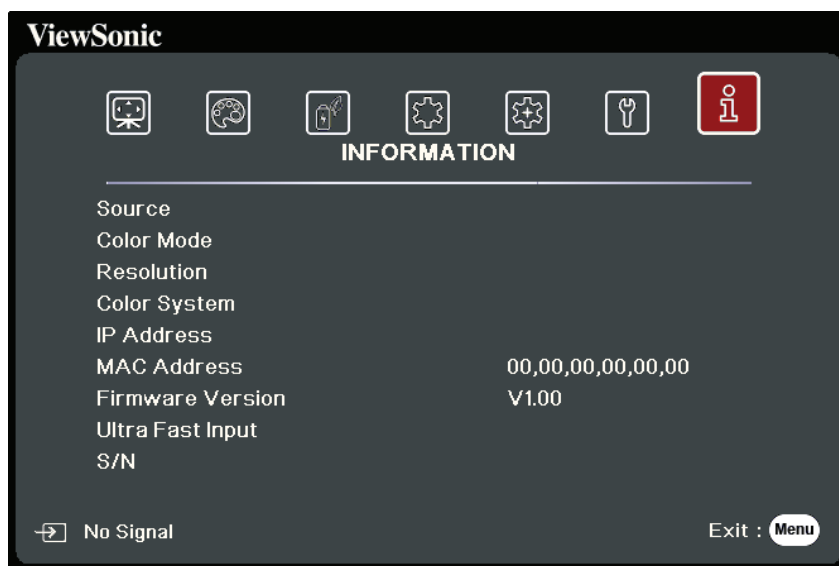 ViewSonic
INFORMATION
Source
Color Mode
Resolution
Color System
IP Address
MAC Address 00,00,00,00,00,00
Firmware Version V1.00
Ultra Fast Input
S/N
No Signal Exit : Menu